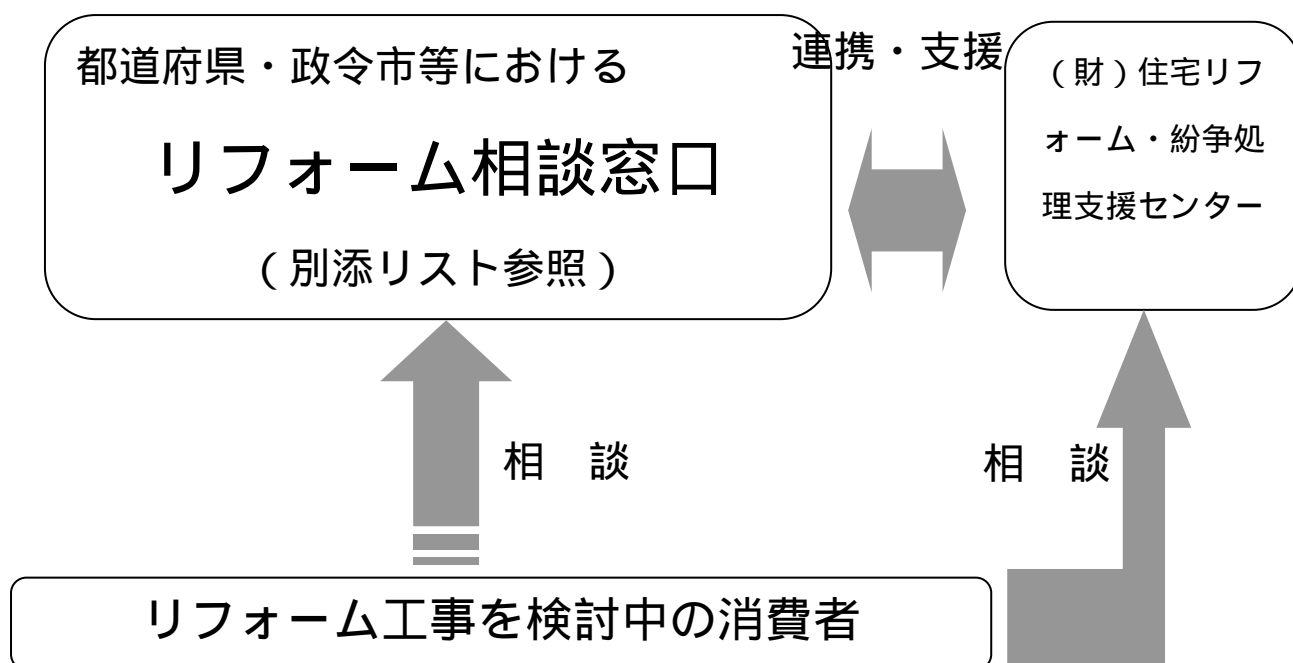 都道府県・政令市等における
リフォーム相談窓口
（別添リスト参照）
連携・支援
（財）住宅リフ
ォーム・紛争処
理支援センター
相　談
相　談
リフォーム工事を検討中の消費者